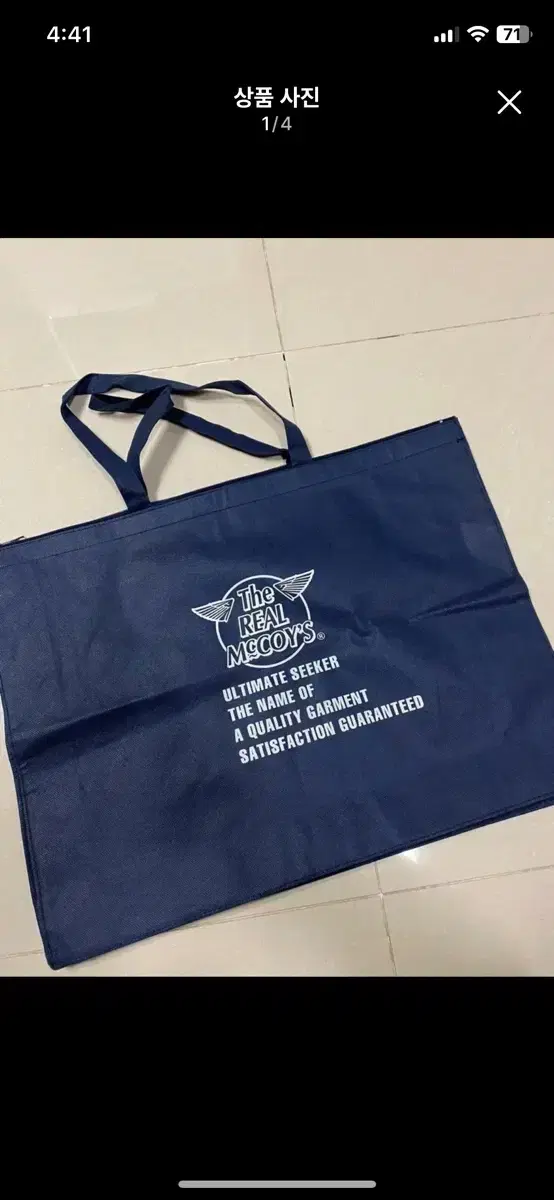 4:41
71
상품 사진
1/4
The
REAL
McCOY'S®
ULTIMATE SEEKER
THE NAME OF
A QUALITY GARMENT
SATISFACTION GUARANTEED